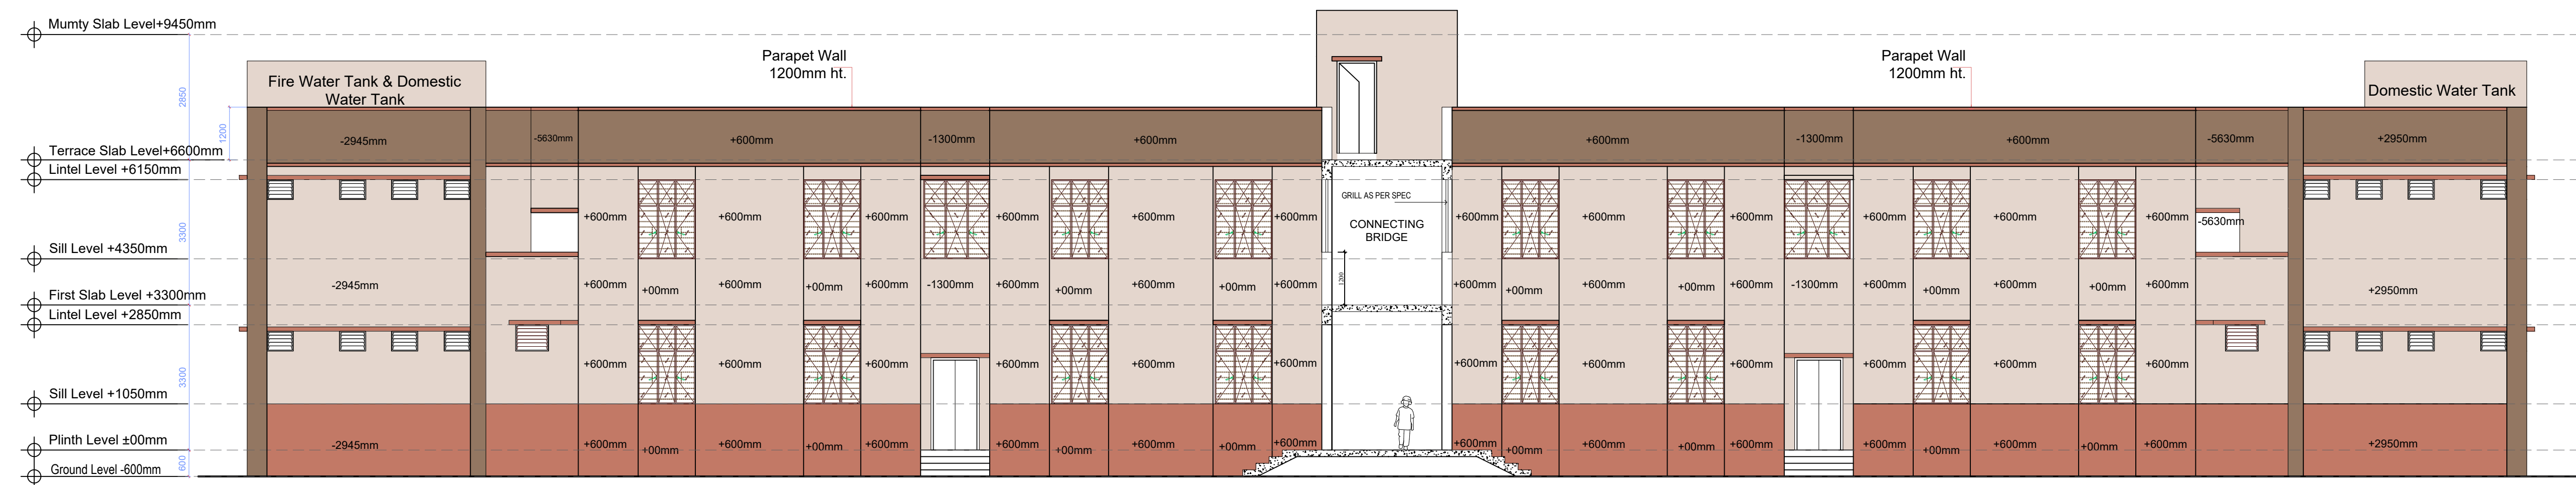 Mumty Slab Level+9450mm
Parapet Wall
1200mm ht.
Parapet Wall
1200mm ht.
Fire Water Tank & Domestic
Water Tank
Domestic Water Tank
2850
1200
-2945mm
-5630mm
+600mm
-1300mm
+600mm
+600mm
-1300mm
+600mm
-5630mm
+2950mm
Terrace Slab Level+6600mm
Lintel Level +6150mm
GRILL AS PER SPEC
CONNECTING
BRIDGE
+600mm
+600mm
+600mm
+600mm
+600mm
+600mm
+600mm
+600mm
+600mm
+600mm
+600mm
+600mm
-5630mm
3300
Sill Level +4350mm
1200
-2945mm
+600mm
+00mm
+600mm
+00mm
+600mm
-1300mm
+600mm
+00mm
+600mm
+00mm
+600mm
+600mm
+00mm
+600mm
+00mm
+600mm
-1300mm
+600mm
+00mm
+600mm
+00mm
+600mm
+2950mm
First Slab Level +3300mm
Lintel Level +2850mm
3300
+600mm
+600mm
+600mm
+600mm
+600mm
+600mm
+600mm
+600mm
+600mm
+600mm
+600mm
+600mm
Sill Level +1050mm
Plinth Level ±00mm
-2945mm
+600mm
+00mm
+600mm
+00mm
+600mm
+600mm
+00mm
+600mm
+00mm
+600mm
+600mm
+00mm
+600mm
+00mm
+600mm
+600mm
+00mm
+600mm
+00mm
+600mm
+2950mm
600
Ground Level -600mm